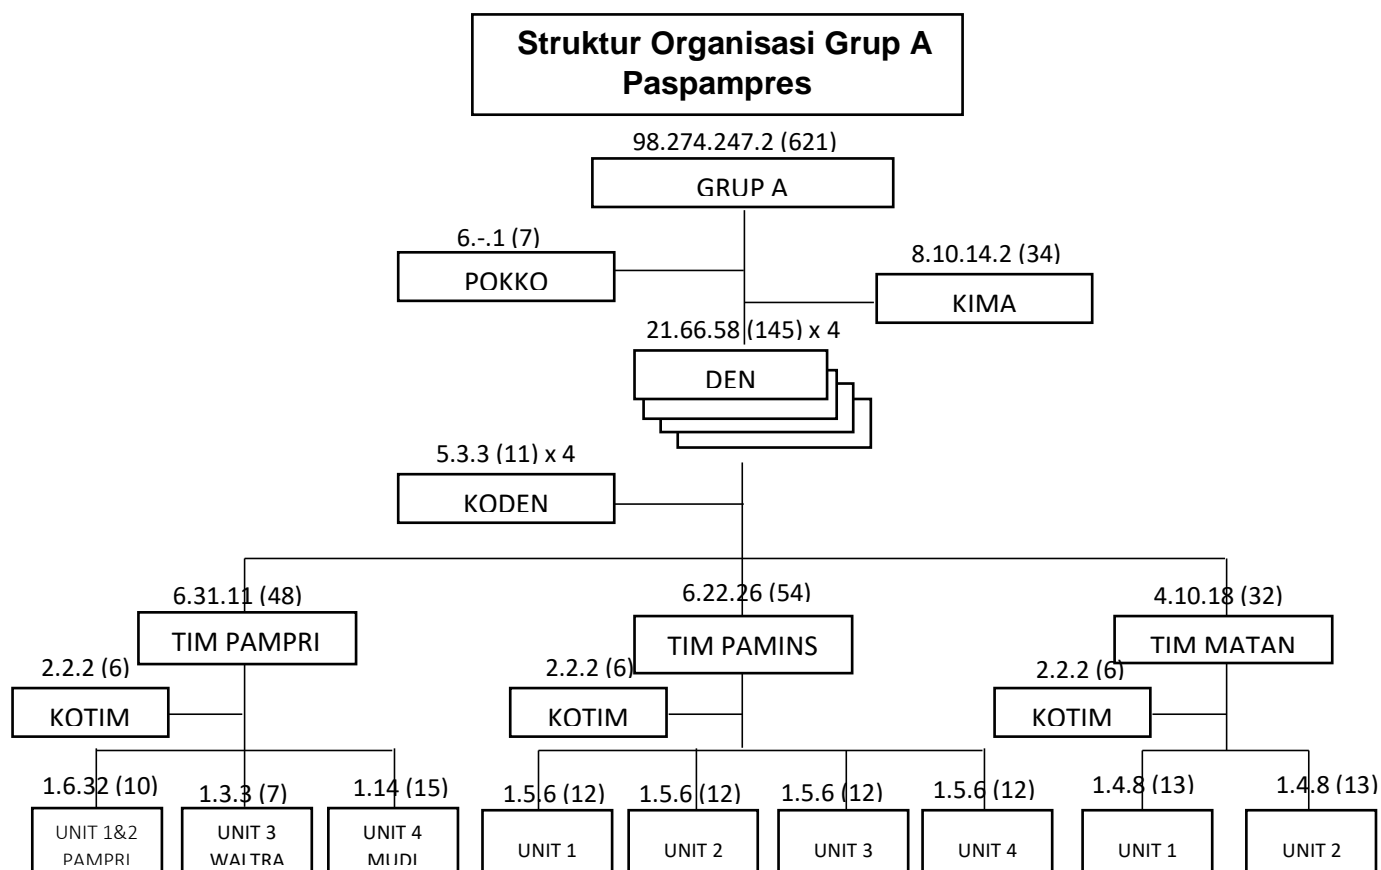 Struktur Organisasi Grup A
Paspampres
98.274.247.2 (621)
GRUP A
6.-.1 (7)
POKKO
8.10.14.2 (34)
KIMA
21.66.58 (145) x 4
DEN
5.3.3 (11) x 4
KODEN
6.31.11 (48)
TIM PAMPRI
6.22.26 (54)
TIM PAMINS
4.10.18 (32)
TIM MATAN
2.2.2 (6)
KOTIM
2.2.2 (6)
KOTIM
2.2.2 (6)
KOTIM
1.6.32 (10)
UNIT 1&2
PAMPRI
1.3.3 (7)
UNIT 3
WALTRA
1.14 (15)
UNIT 4
MUDI
1.5.6 (12)
UNIT 1
1.5.6 (12)
UNIT 2
1.5.6 (12)
UNIT 3
1.5.6 (12)
UNIT 4
1.4.8 (13)
UNIT 1
1.4.8 (13)
UNIT 2